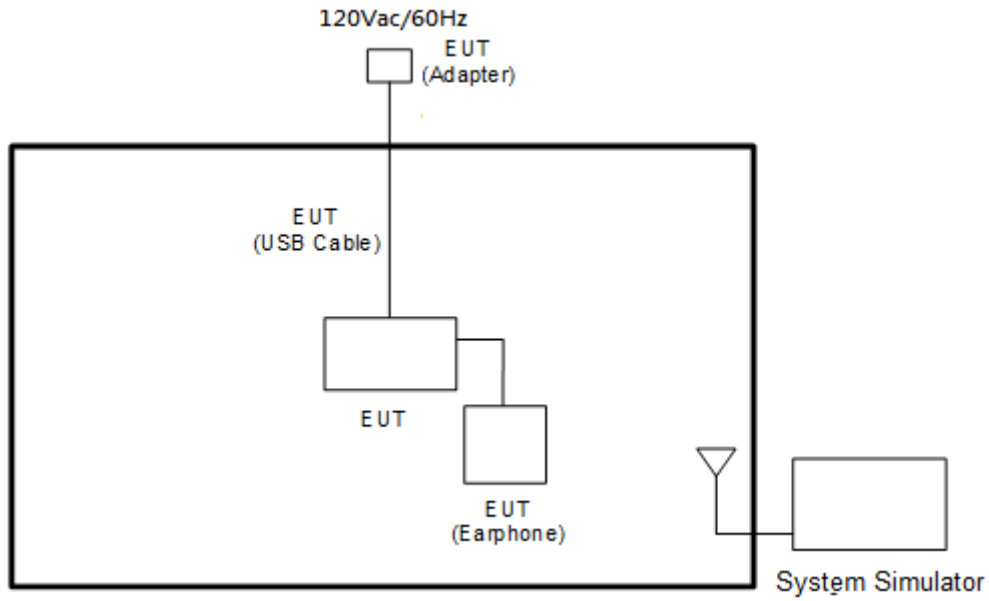 120Vac/60Hz
EUT
(Adapter)
EUT
(USB Cable)
EUT
EUT
(Earphone)
System Simulator